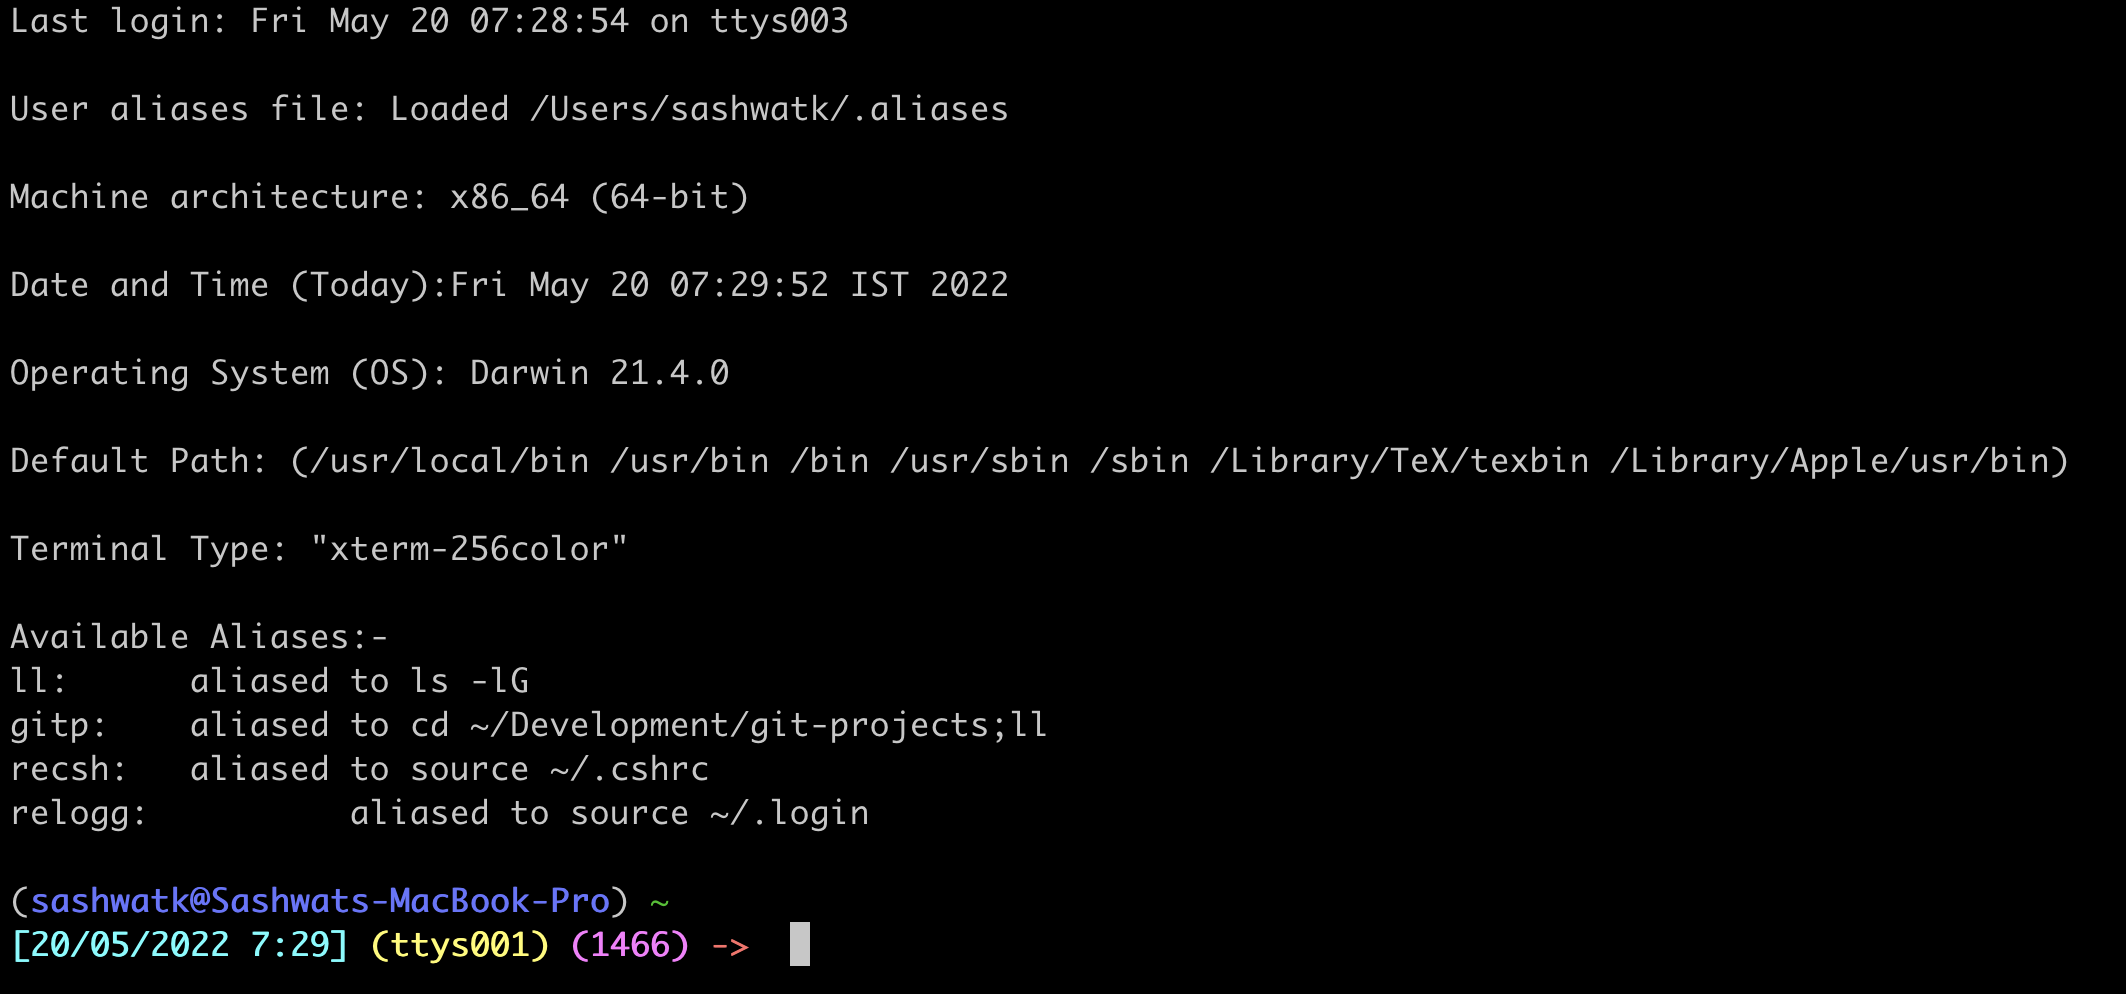 Last login: Fri May 20 07:28:54 on ttys003
User aliases file: Loaded /Users/sashwatk/.aliases
Machine architecture: x86_64 (64-bit)
Date and Time (Today):Fri May 20 07:29:52 IST 2022
Operating System (OS): Darwin 21.4.0
Default Path: (/usr/local/bin /usr/bin /bin /usr/sbin /sbin /Library/TeX/texbin /Library/Apple/usr/bin)
Terminal Type: "xterm-256color"
Available Aliases:-
ll:      aliased to ls -lG
gitp:    aliased to cd ~/Development/git-projects;ll
recsh:   aliased to source ~/.cshrc
relogg:          aliased to source ~/.login
(sashwatk@Sashwats-MacBook-Pro) ~
[20/05/2022 7:29] (ttys001) (1466) ->